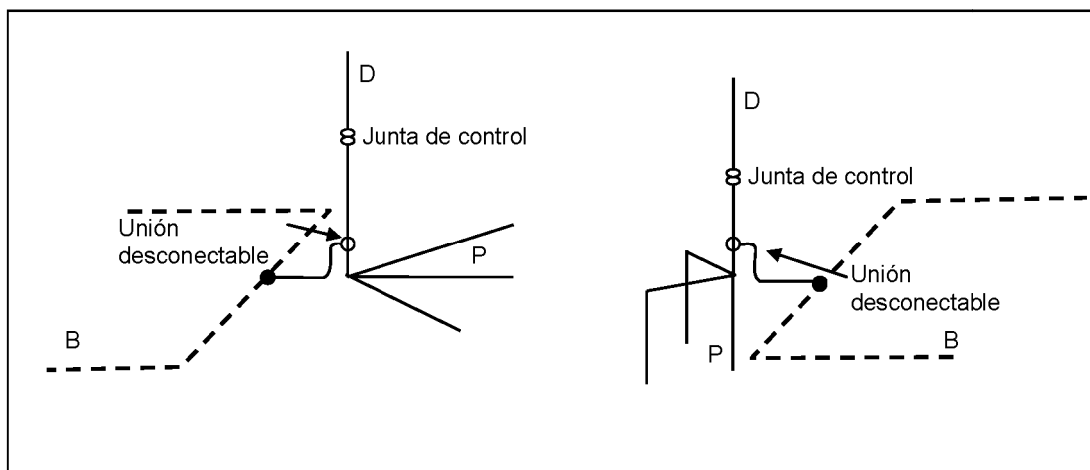 D
Junta de control
Unión
desconectable
P
B
D
Junta de control
Unión
desconectable
P
B